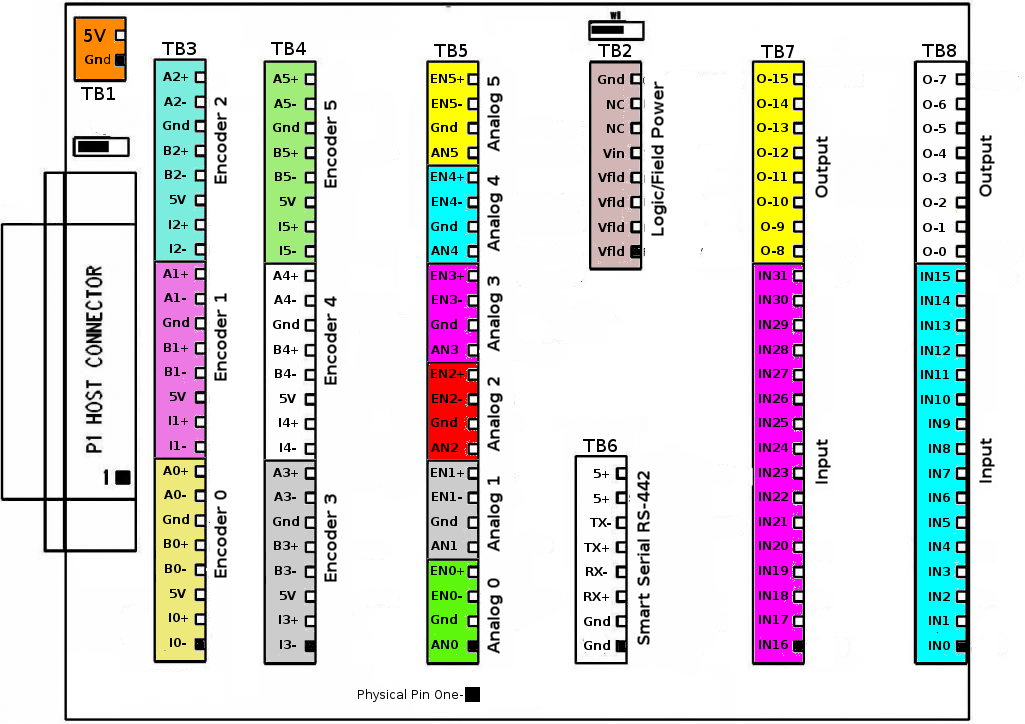 5V
Gnd
TB1
P1 HOST CONNECTOR
1
TB3
A2+
A2-
Gnd
B2+
B2-
5V
I2+
I2-
Encoder 2
A1+
A1-
Gnd
B1+
B1-
5V
I1+
I1-
Encoder 1
A0+
A0-
Gnd
B0+
B0-
5V
I0+
I0-
Encoder 0
TB4
A5+
A5-
Gnd
B5+
B5-
5V
I5+
I5-
Encoder 5
A4+
A4-
Gnd
B4+
B4-
5V
I4+
I4-
Encoder 4
A3+
A3-
Gnd
B3+
B3-
5V
I3+
I3-
Encoder 3
TB5
EN5+
EN5-
Gnd
AN5
Analog 5
EN4+
EN4-
Gnd
AN4
Analog 4
EN3+
EN3-
Gnd
AN3
Analog 3
EN2+
EN2-
Gnd
AN2
Analog 2
EN1+
EN1-
Gnd
AN1
Analog 1
EN0+
EN0-
Gnd
AN0
Analog 0
TB2
Gnd
NC
NC
Vin
Vfld
Vfld
Vfld
Vfld
Logic/Field Power
TB6
5+
5+
TX-
TX+
RX-
RX+
Gnd
Gnd
Smart Serial RS-442
TB7
O-15
O-14
O-13
O-12
O-11
O-10
O-9
O-8
Output
IN31
IN30
IN29
IN28
IN27
IN26
IN25
IN24
IN23
IN22
IN21
IN20
IN19
IN18
IN17
IN16
Input
TB8
O-7
O-6
O-5
O-4
O-3
O-2
O-1
O-0
Output
IN15
IN14
IN13
IN12
IN11
IN10
IN9
IN8
IN7
IN6
IN5
IN4
IN3
IN2
IN1
IN0
Input
Physical Pin One-